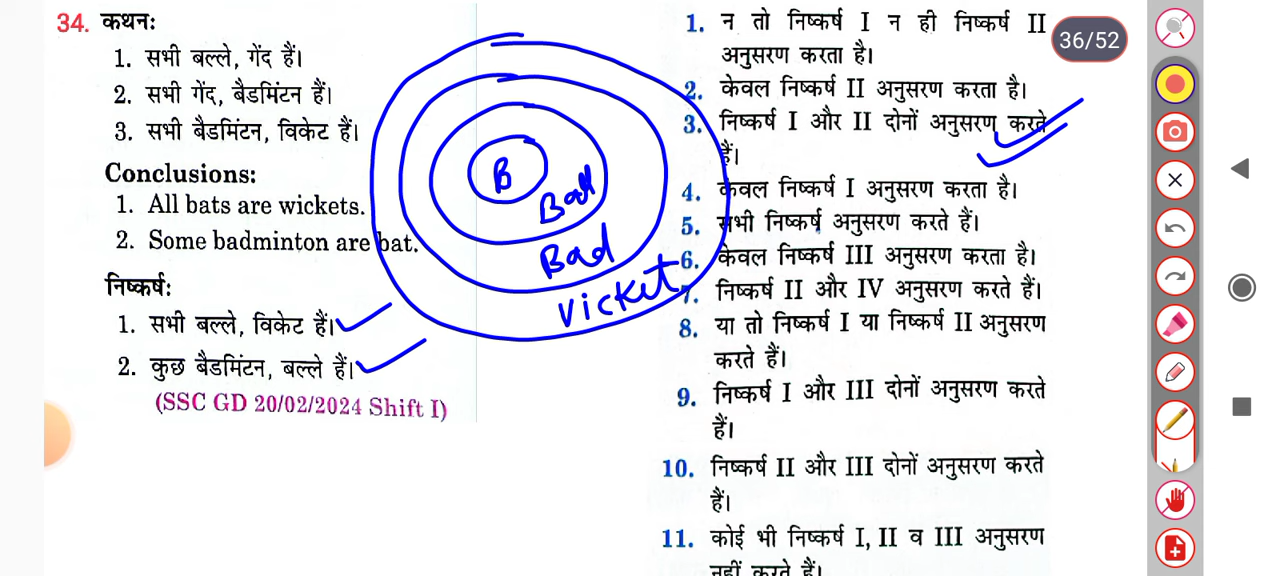 34. कथन:
1. सभी बल्ले, गेंद हैं।
2. सभी गेंद, बैडमिंटन हैं।
3. सभी बैडमिंटन, विकेट हैं।
Conclusions:
1. All bats are wickets.
2. Some badminton are bat.
निष्कर्ष:
1. सभी बल्ले, विकेट हैं।
2. कुछ बैडमिंटन, बल्ले हैं।
(SSC GD 20/02/2024 Shift I)
B
Ball
Bad
Vicket
1. न तो निष्कर्ष I न ही निष्कर्ष II
अनुसरण करता है।
2. केवल निष्कर्ष II अनुसरण करता है।
3. निष्कर्ष I और II दोनों अनुसरण करते
हैं।
4. केवल निष्कर्ष I अनुसरण करता है।
5. सभी निष्कर्ष अनुसरण करते हैं।
6. केवल निष्कर्ष III अनुसरण करता है।
7. निष्कर्ष II और IV अनुसरण करते हैं।
8. या तो निष्कर्ष I या निष्कर्ष II अनुसरण
करते हैं।
9. निष्कर्ष I और III दोनों अनुसरण करते
हैं।
10. निष्कर्ष II और III दोनों अनुसरण करते
हैं।
11. कोई भी निष्कर्ष I, II व III अनुसरण
नहीं करते हैं।
36/52